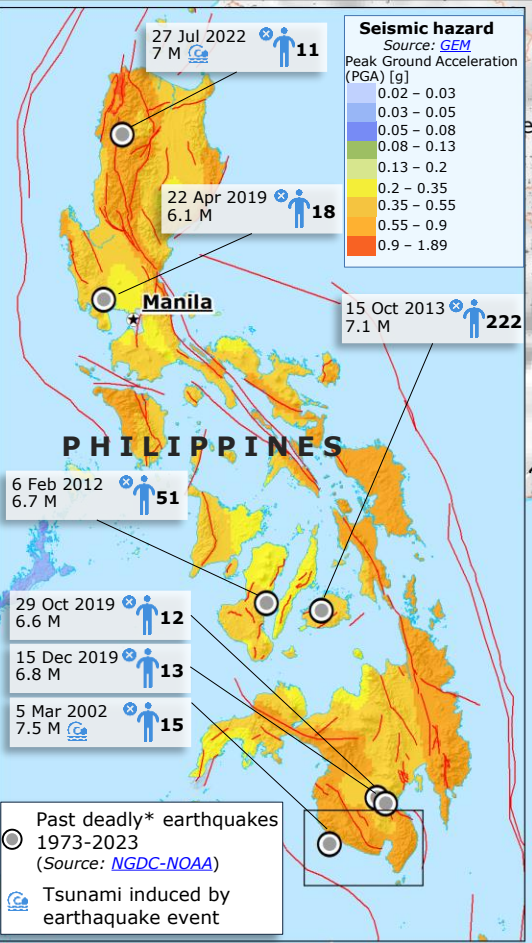 27 Jul 2022
7 M
11
Seismic hazard
Source: GEM
Peak Ground Acceleration
(PGA) [g]
0.02 – 0.03
0.03 – 0.05
0.05 – 0.08
0.08 – 0.13
0.13 – 0.2
0.2 – 0.35
0.35 – 0.55
0.55 – 0.9
0.9 – 1.89
22 Apr 2019
6.1 M
18
Manila
15 Oct 2013
7.1 M
222
PHILIPPINES
6 Feb 2012
6.7 M
51
29 Oct 2019
6.6 M
12
15 Dec 2019
6.8 M
13
5 Mar 2002
7.5 M
15
Past deadly* earthquakes
1973-2023
(Source: NGDC-NOAA)
Tsunami induced by
earthaquake event